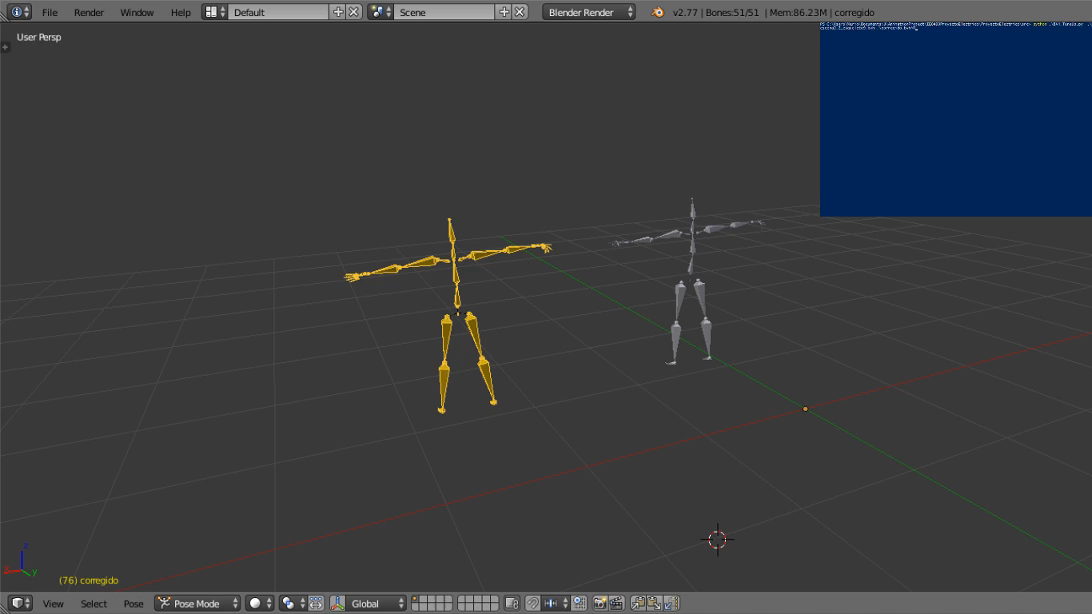 File Render Window Help Default Scene Blender Render v2.77 | Bones:51/51 | Mem:86.23M | corregido
User Persp
z
x y
(76) corregido
View Select Pose Pose Mode Global